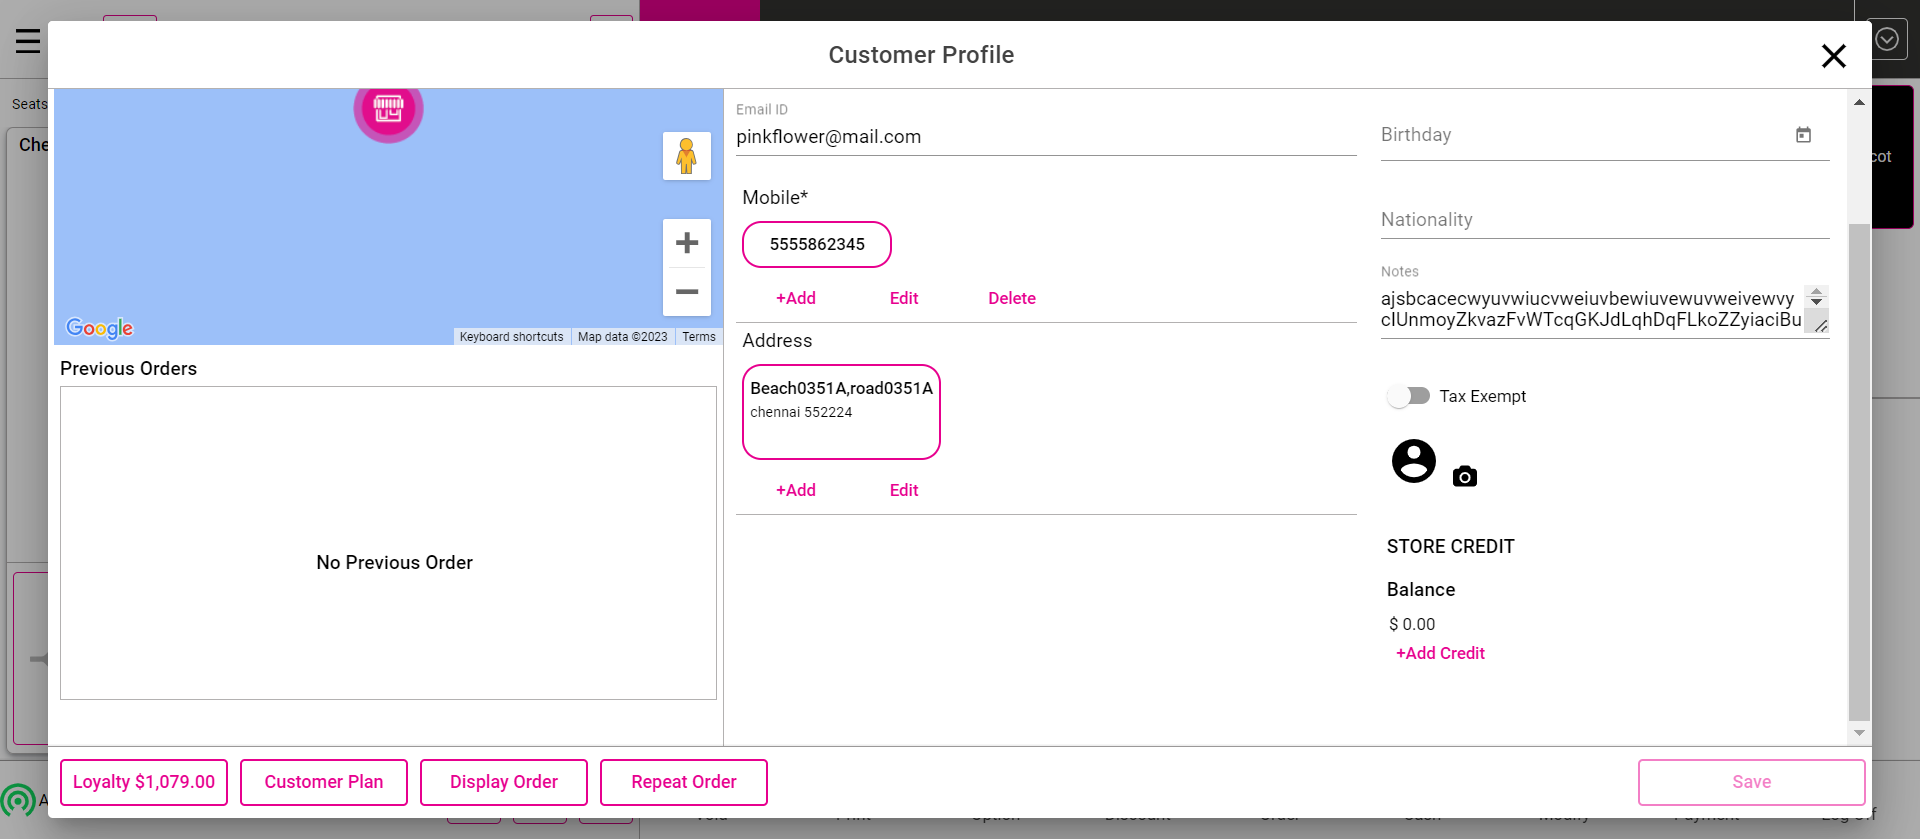 Customer Profile
Seats
Che
cot
Google
Keyboard shortcuts
Map data ©2023
Terms
Previous Orders
No Previous Order
Email ID
pinkflower@mail.com
Mobile*
5555862345
+Add
Edit
Delete
Address
Beach0351A,road0351A
chennai 552224
+Add
Edit
Birthday
Nationality
Notes
ajsbcacecwyuvwiucvweiuvbewiuvewuvweivewvy
cIUnmoyZkvazFvWTcqGKJdLqhDqFLkoZZyiaciBu
Tax Exempt
STORE CREDIT
Balance
$ 0.00
+Add Credit
Loyalty $1,079.00
Customer Plan
Display Order
Repeat Order
Save
A